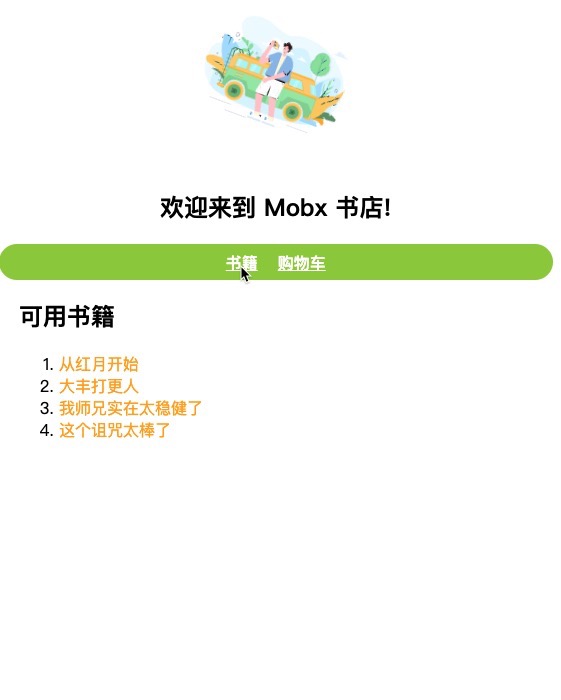 欢迎来到 Mobx 书店!
书籍 购物车
可用书籍
1. 从红月开始
2. 大丰打更人
3. 我师兄实在太稳健了
4. 这个诅咒太棒了